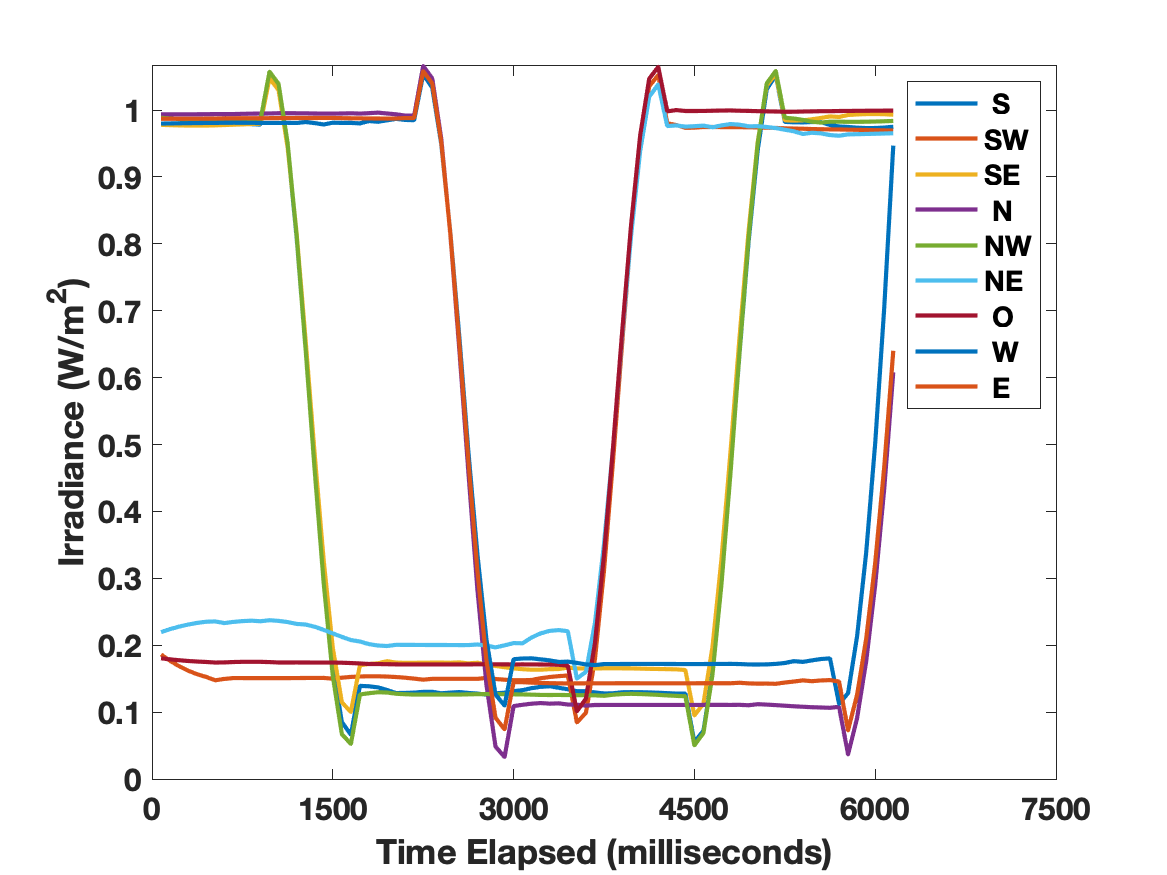 1
0.9
0.8
0.7
0.6
0.5
0.4
0.3
0.2
0.1
0
Irradiance (W/m2)
0 1500 3000 4500 6000 7500
Time Elapsed (milliseconds)
S
SW
SE
N
NW
NE
O
W
E